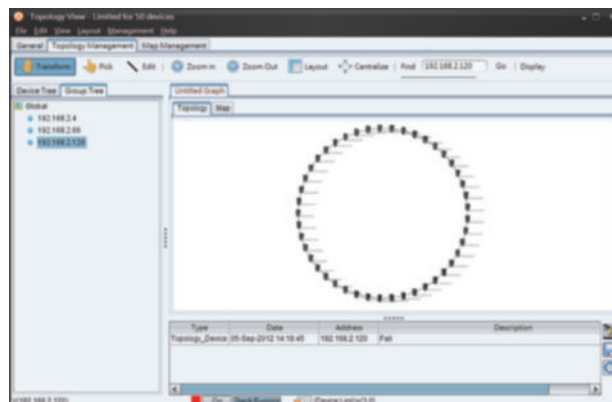 Topology View - Limited for 50 devices
File Edit View Layout Management Help
General Topology Management Map Management
Transform Pick Edit Zoom in Zoom Out Layout Centralize Find 192.168.2.120 Go Display
Device Tree Group Tree
Untitled Graph
Global
Topology Map
192.168.2.4
192.168.2.66
192.168.2.120
Type Date Address Description
Topology_Device 05-Sep-2012 14:18:45 192.168.2.120 Fail